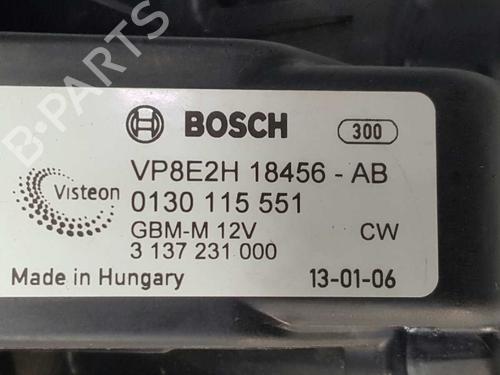 BOSCH 300
VP8E2H 18456 - AB
Visteon 0130 115 551
GBM-M 12V CW
3 137 231 000
Made in Hungary 13-01-06
B-PARTS